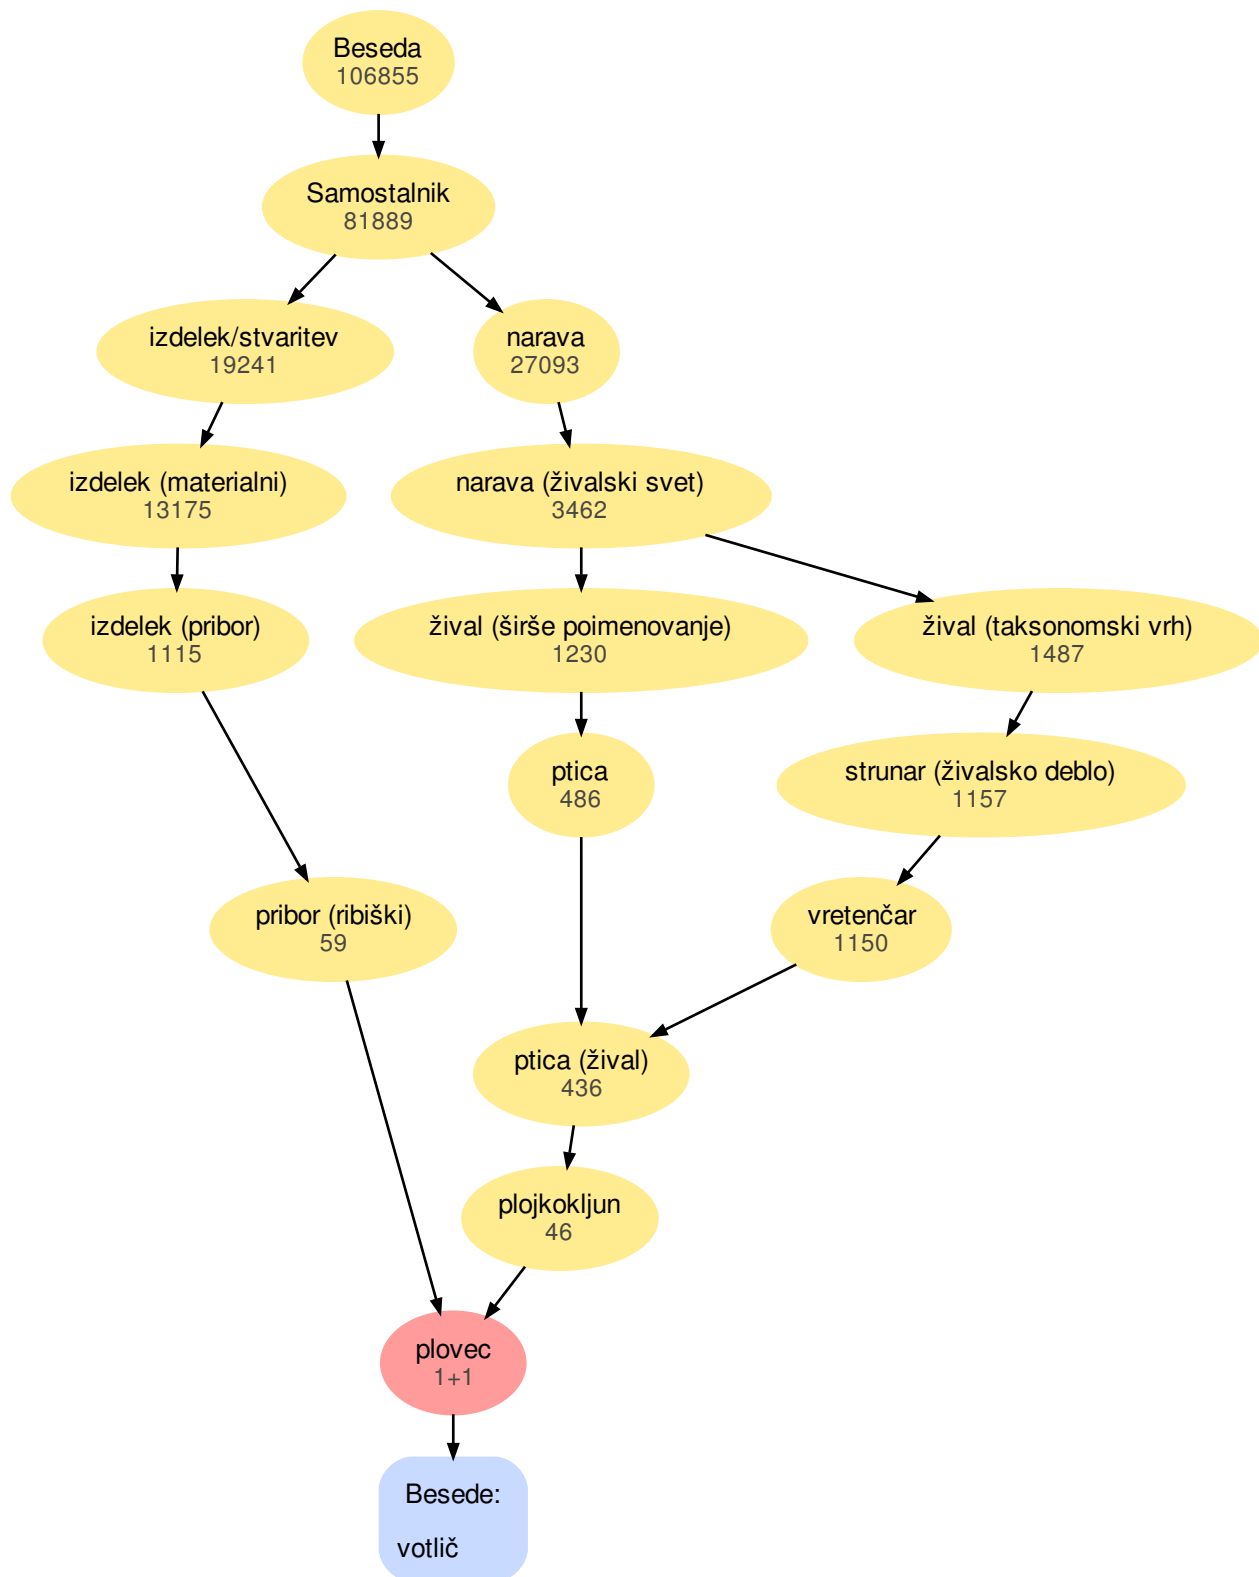 Beseda
106855
Samostalnik
81889
izdelek/stvaritev
19241
narava
27093
izdelek (materialni)
13175
narava (živalski svet)
3462
izdelek (pribor)
1115
žival (širše poimenovanje)
1230
žival (taksonomski vrh)
1487
ptica
486
strunar (živalsko deblo)
1157
pribor (ribiški)
59
vretenčar
1150
ptica (žival)
436
plojkokljun
46
plovec
1+1
Besede:
votlič